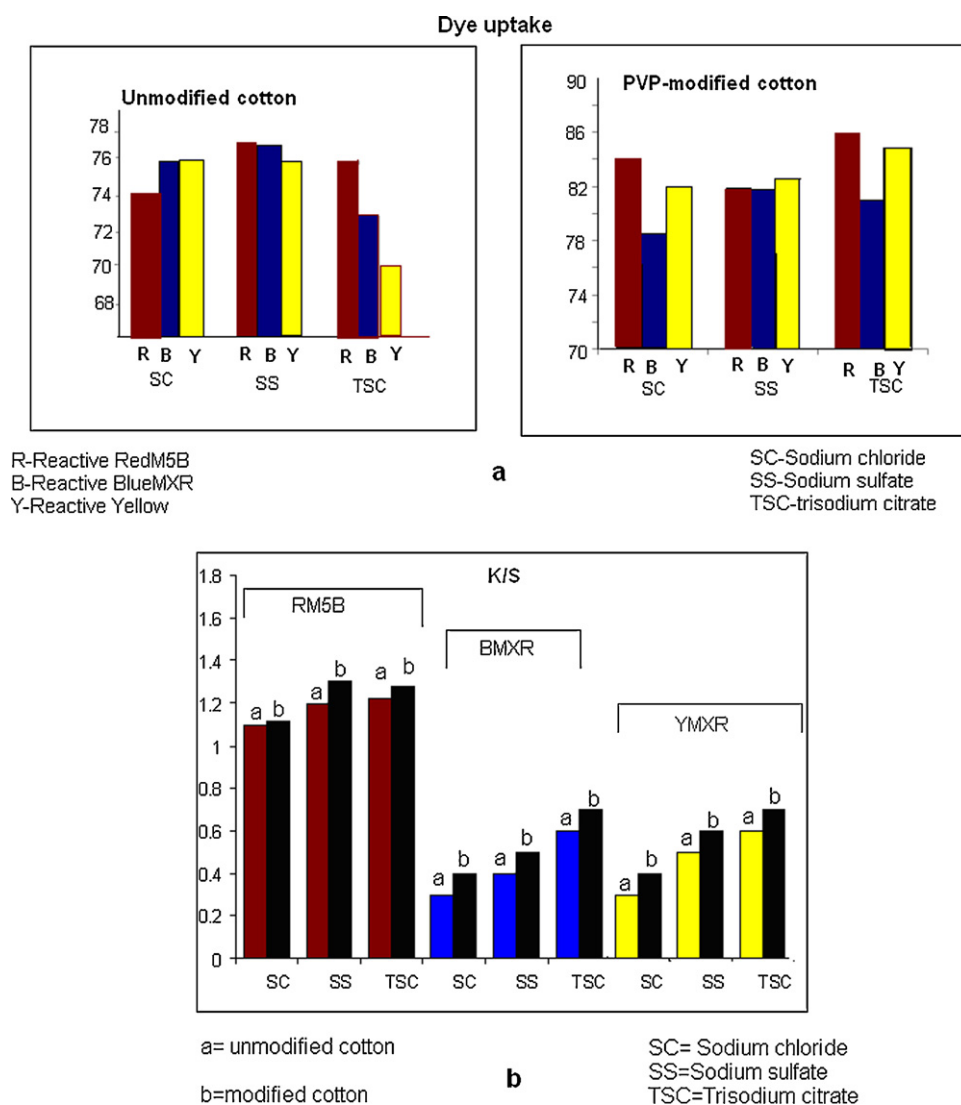 Dye uptake
Unmodified cotton
78
76
74
72
70
68
R B Y R B Y R B Y
SC SS TSC
PVP-modified cotton
90
86
82
78
74
70
R B Y R B Y R B Y
SC SS TSC
R-Reactive RedM5B
B-Reactive BlueMXR
Y-Reactive Yellow
a
SC-Sodium chloride
SS-Sodium sulfate
TSC-trisodium citrate
K/S
1.8
1.6
1.4
1.2
1
0.8
0.6
0.4
0.2
0
RM5B
BMXR
YMXR
a b a b a b a b a b a b a b a b a b
SC SS TSC SC SS TSC SC SS TSC
a= unmodified cotton
b=modified cotton
b
SC= Sodium chloride
SS=Sodium sulfate
TSC=Trisodium citrate